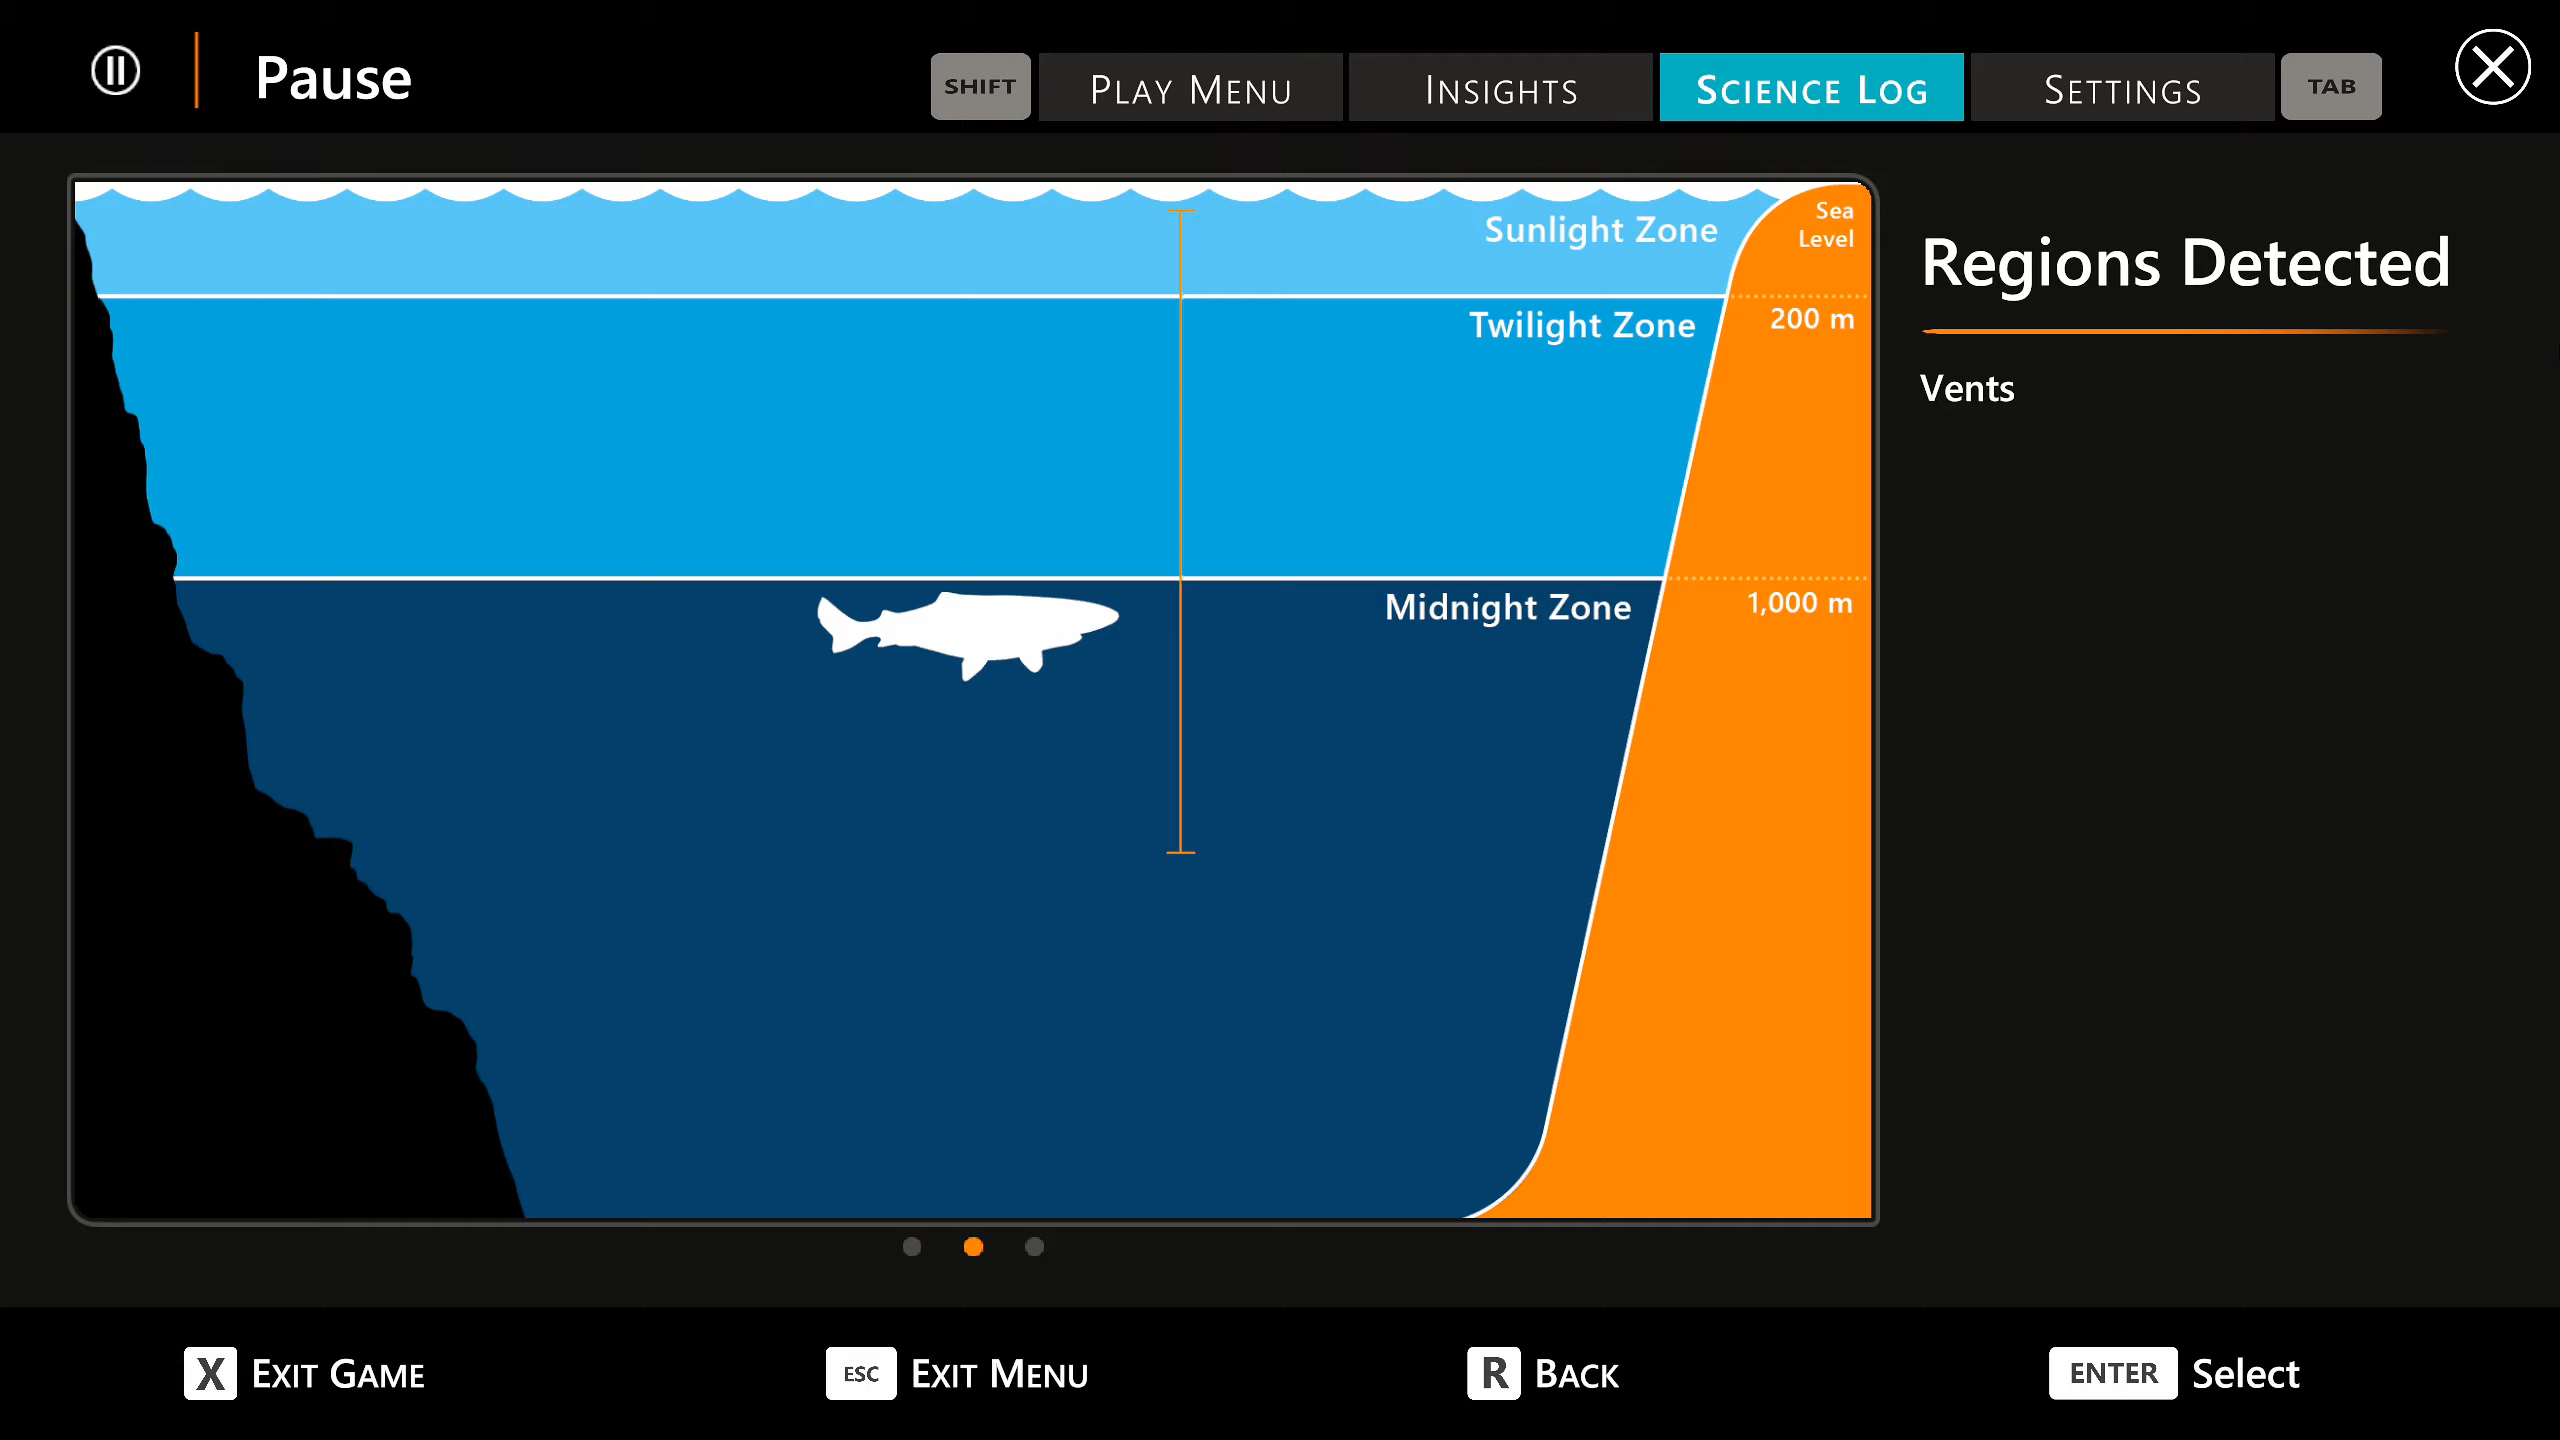 Pause
SHIFT
PLAY MENU
INSIGHTS
SCIENCE LOG
SETTINGS
TAB
Sunlight Zone
Sea
Level
Twilight Zone
200 m
Midnight Zone
1,000 m
Regions Detected
Vents
X EXIT GAME
ESC EXIT MENU
R BACK
ENTER Select